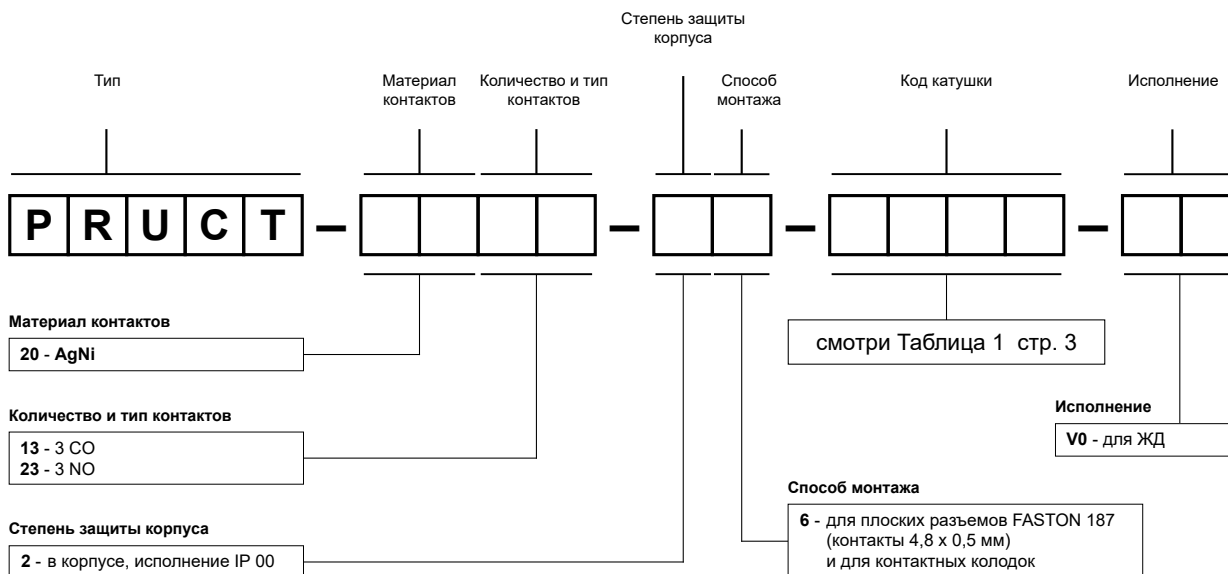 Степень защиты
корпуса
Тип
Материал
контактов
Количество и тип
контактов
Способ
монтажа
Код катушки
Исполнение
P R U C T – – – –
Материал контактов
20 - AgNi
смотри Таблица 1 стр. 3
Количество и тип контактов
13 - 3 CO
23 - 3 NO
Исполнение
V0 - для ЖД
Способ монтажа
6 - для плоских разъемов FASTON 187
(контакты 4,8 x 0,5 мм)
и для контактных колодок
Степень защиты корпуса
2 - в корпусе, исполнение IP 00